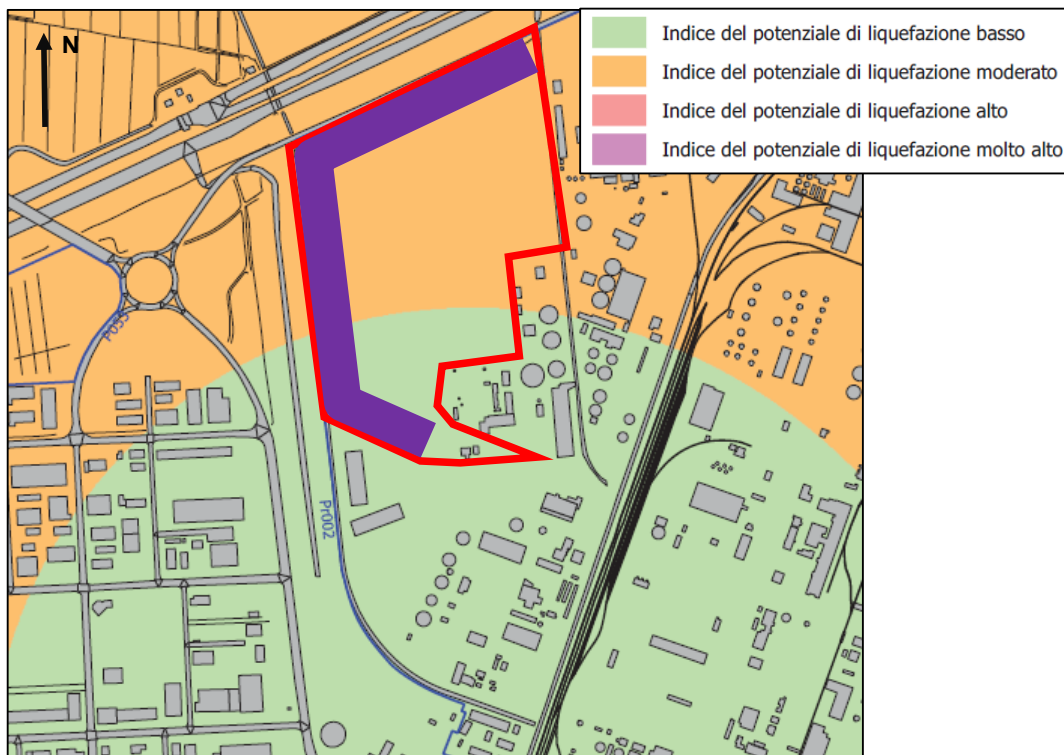 N
Indice del potenziale di liquefazione basso
Indice del potenziale di liquefazione moderato
Indice del potenziale di liquefazione alto
Indice del potenziale di liquefazione molto alto
Pr002